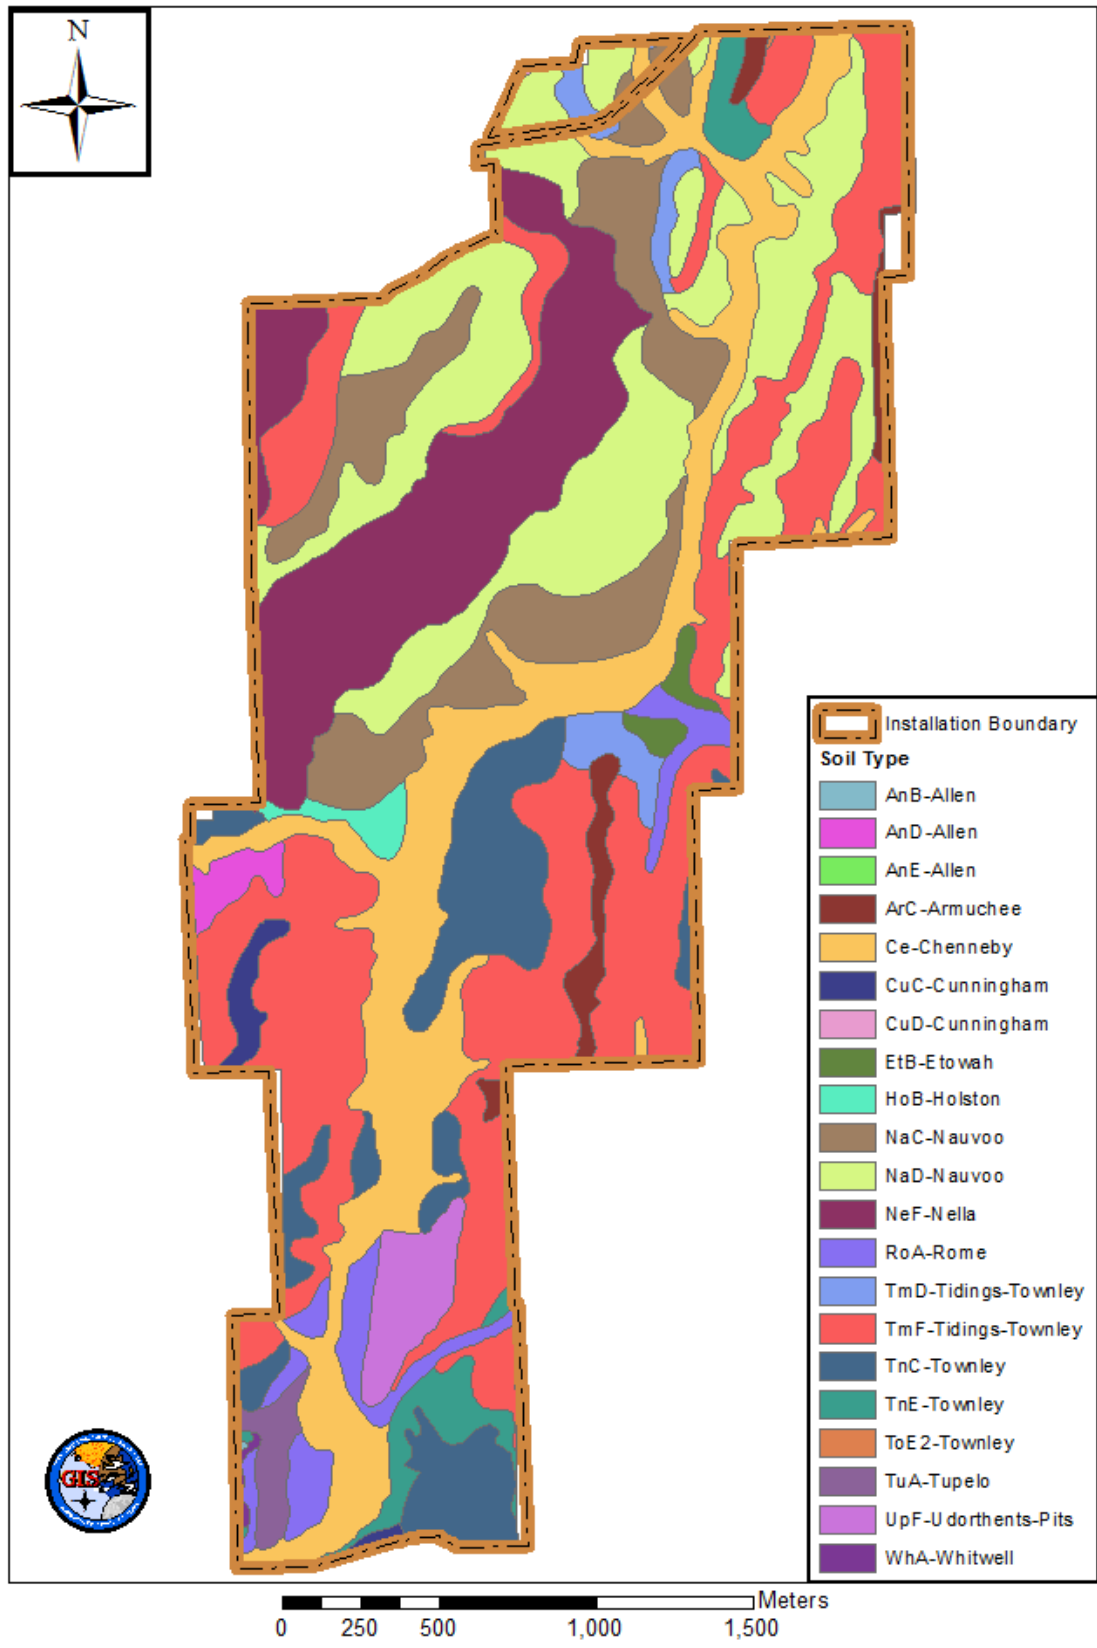 N
Installation Boundary
Soil Type
AnB-Allen
AnD-Allen
AnE-Allen
ArC-Armuchee
Ce-Chenneby
CuC-Cunningham
CuD-Cunningham
EtB-Etowah
HoB-Holston
NaC-Nauvoo
NaD-Nauvoo
NeF-Nella
RoA-Rome
TmD-Tidings-Townley
TmF-Tidings-Townley
TnC-Townley
TnE-Townley
ToE2-Townley
TuA-Tupelo
UpF-Udorthents-Pits
WhA-Whitwell
GIS
Meters
0 250 500 1,000 1,500